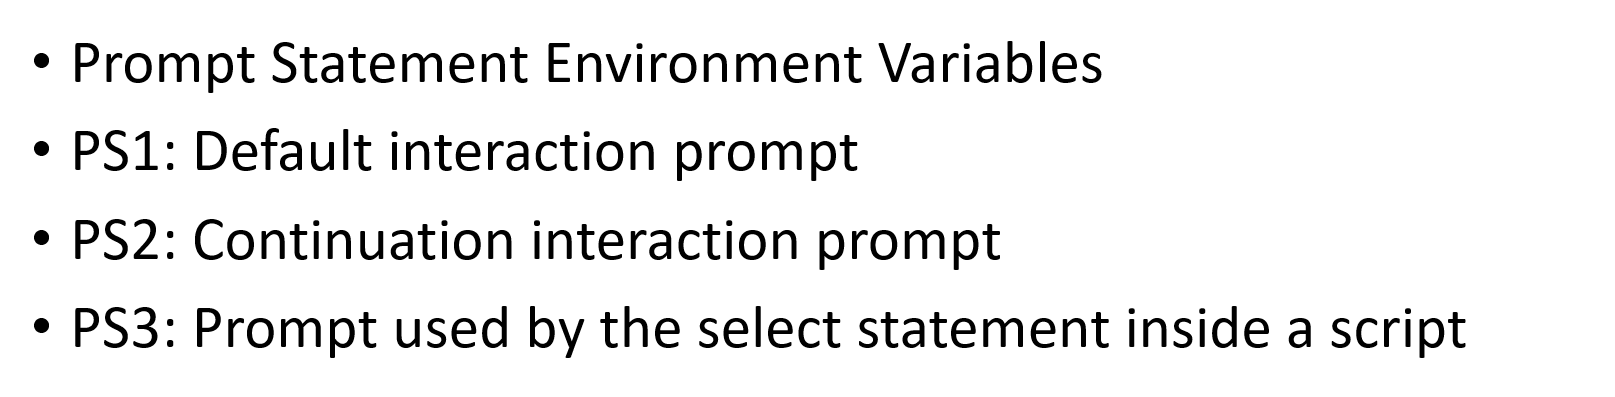 • Prompt Statement Environment Variables
• PS1: Default interaction prompt
• PS2: Continuation interaction prompt
• PS3: Prompt used by the select statement inside a script